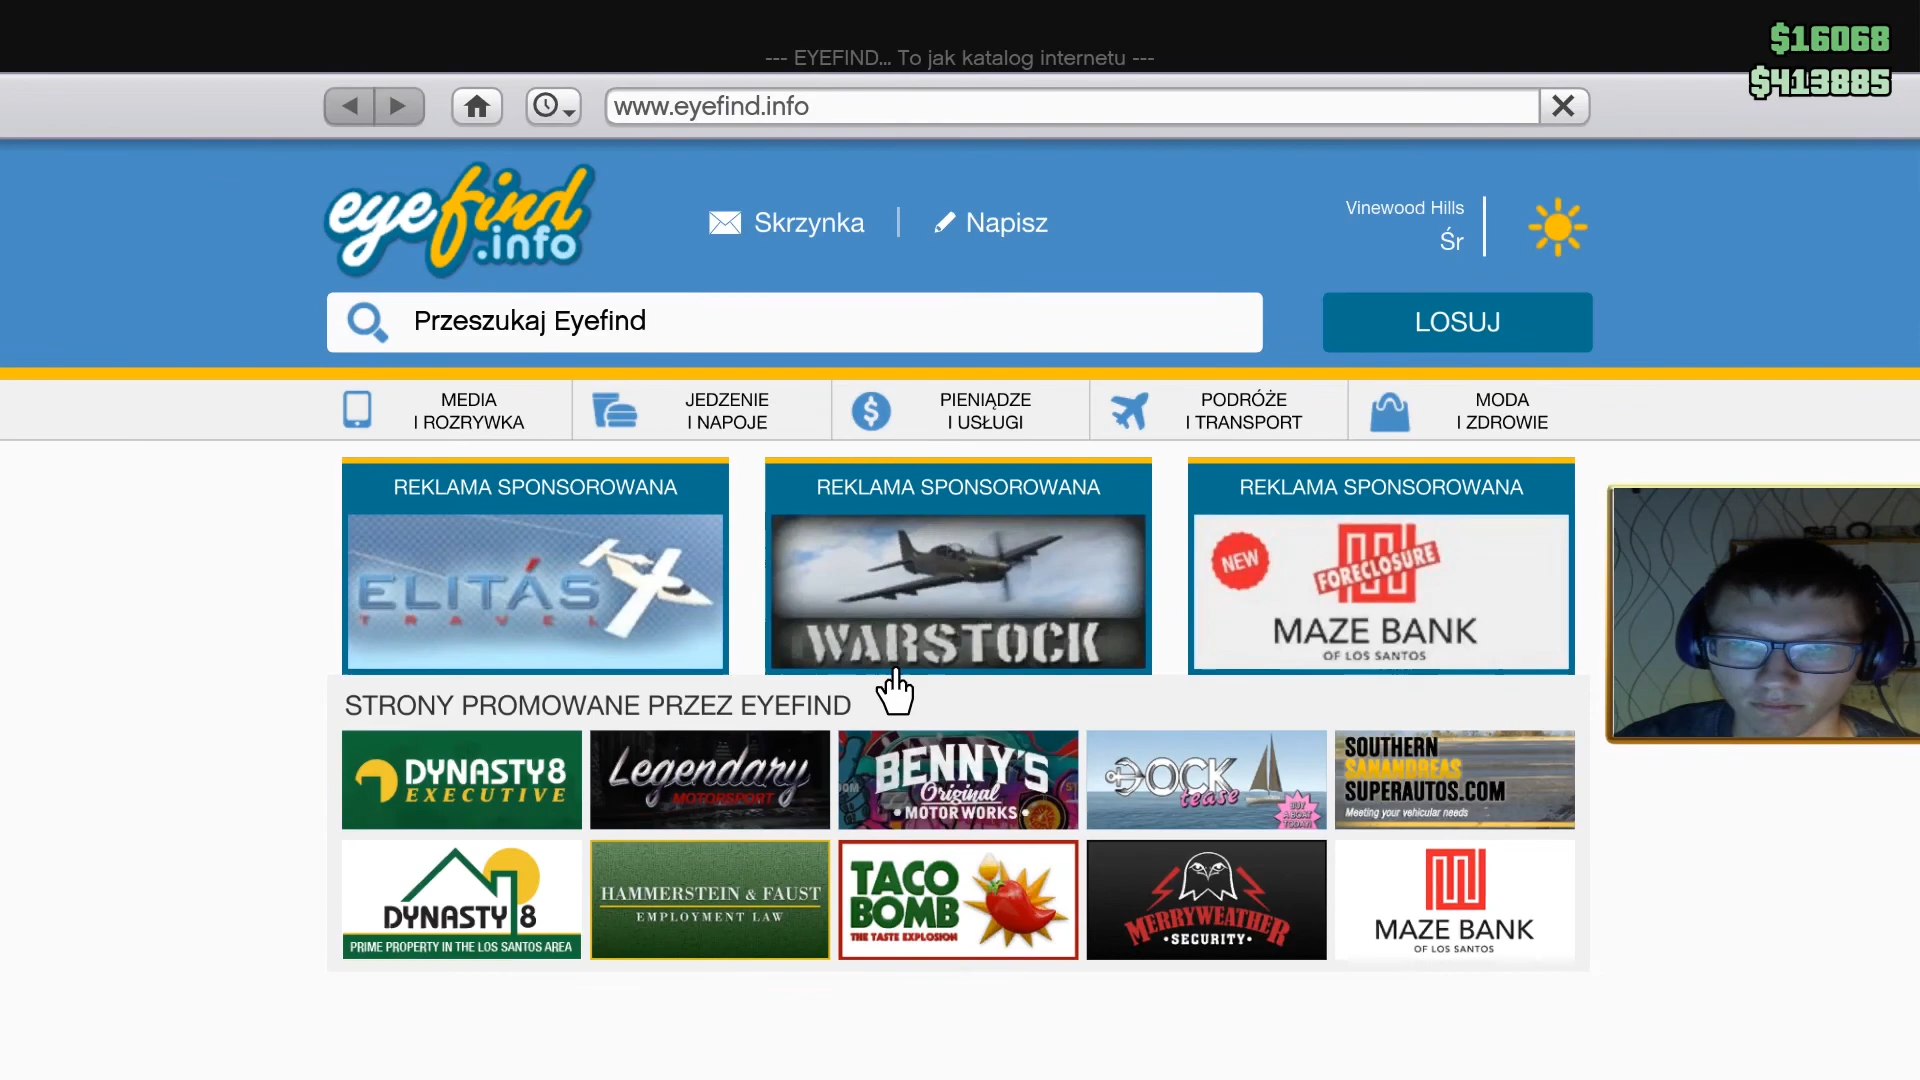 $16068
--- EYEFIND... To jak katalog internetu ---
$413885
www.eyefind.info
eyefind.info
Skrzynka
Napisz
Vinewood Hills
Śr
Przeszukaj Eyefind
LOSUJ
MEDIA
I ROZRYWKA
JEDZENIE
I NAPOJE
PIENIĄDZE
I USŁUGI
PODRÓŻE
I TRANSPORT
MODA
I ZDROWIE
REKLAMA SPONSOROWANA
ELITÁS
TRAVEL
REKLAMA SPONSOROWANA
WARSTOCK
REKLAMA SPONSOROWANA
NEW
FORECLOSURE
MAZE BANK
OF LOS SANTOS
STRONY PROMOWANE PRZEZ EYEFIND
DYNASTY8
EXECUTIVE
Legendary
MOTORSPORT
BENNY'S
Original
• MOTOR WORKS •
DOCK
tease
BUY
A BOAT
TODAY!
SOUTHERN
SANANDREAS
SUPERAUTOS.COM
Meeting your vehicular needs
DYNASTY 8
PRIME PROPERTY IN THE LOS SANTOS AREA
HAMMERSTEIN & FAUST
EMPLOYMENT LAW
TACO
BOMB
THE TASTE EXPLOSION
MERRYWEATHER
• SECURITY •
MAZE BANK
OF LOS SANTOS